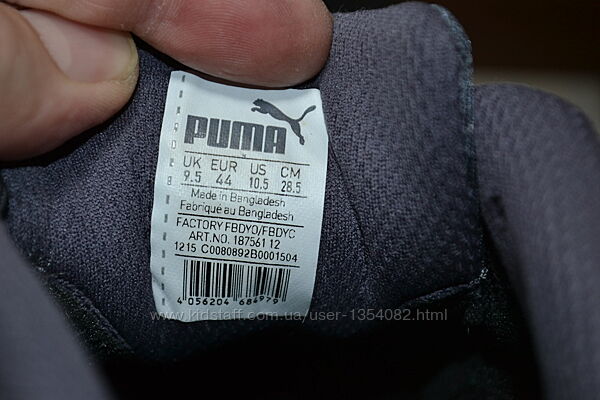 PUMA
UK EUR US CM
9.5 44 10.5 28.5
Made in Bangladesh
Fabriqué au Bangladesh
FACTORY FBDYO/FBDYC
ART.NO. 187561 12
1215 C0080892B0001504
4 056204 684979
www.kidstaff.com.ua/user-1354082.html